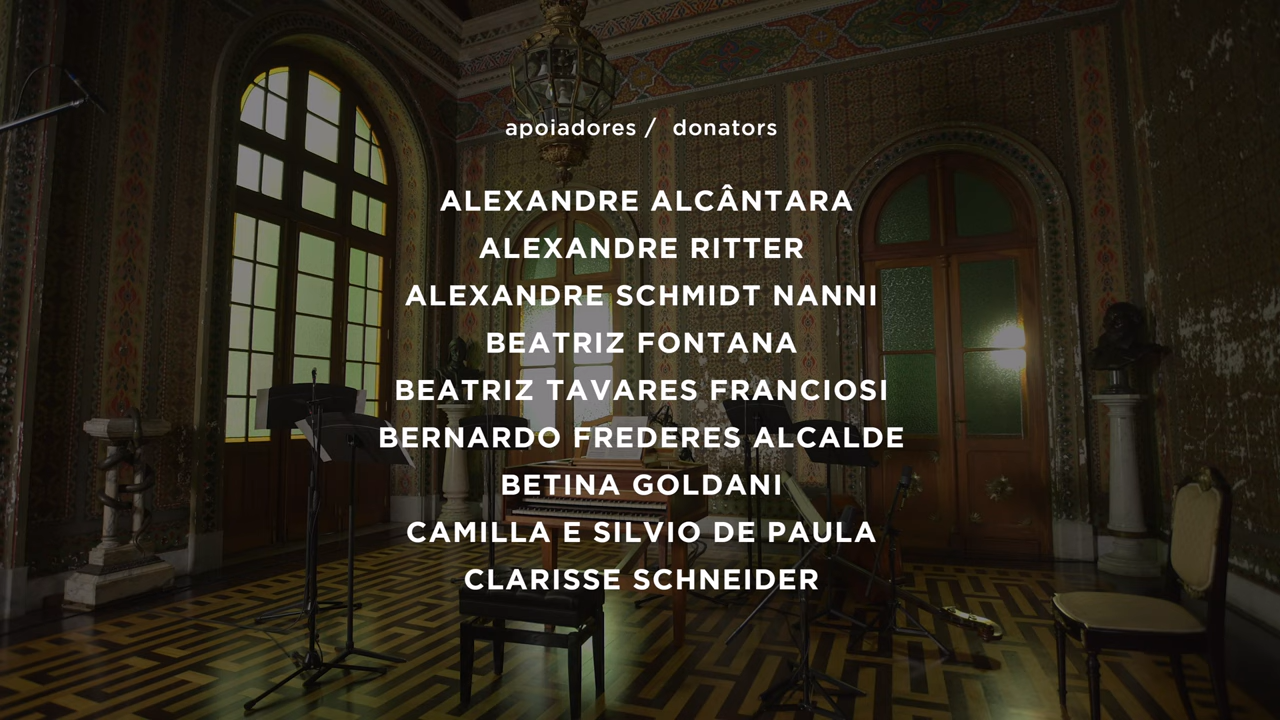 apoiadores / donators
ALEXANDRE ALCÂNTARA
ALEXANDRE RITTER
ALEXANDRE SCHMIDT NANNI
BEATRIZ FONTANA
BEATRIZ TAVARES FRANCIOSI
BERNARDO FREDERES ALCALDE
BETINA GOLDANI
CAMILLA E SILVIO DE PAULA
CLARISSE SCHNEIDER